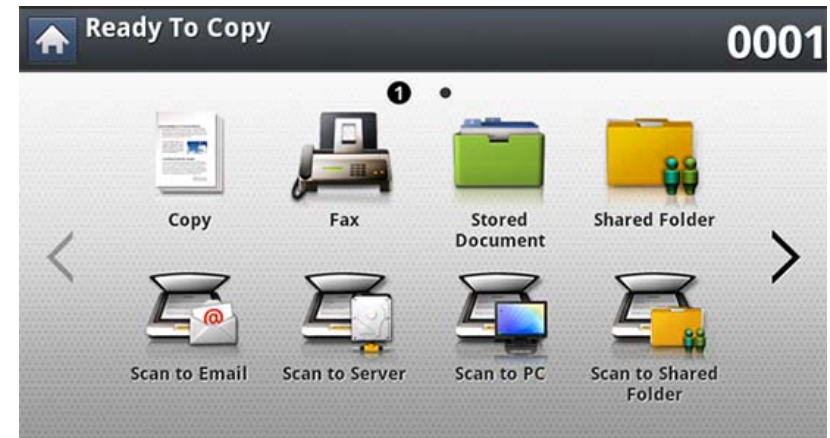 Ready To Copy
0001
1
Copy
Fax
Stored
Document
Shared Folder
@
Scan to Email
Scan to Server
Scan to PC
Scan to Shared
Folder